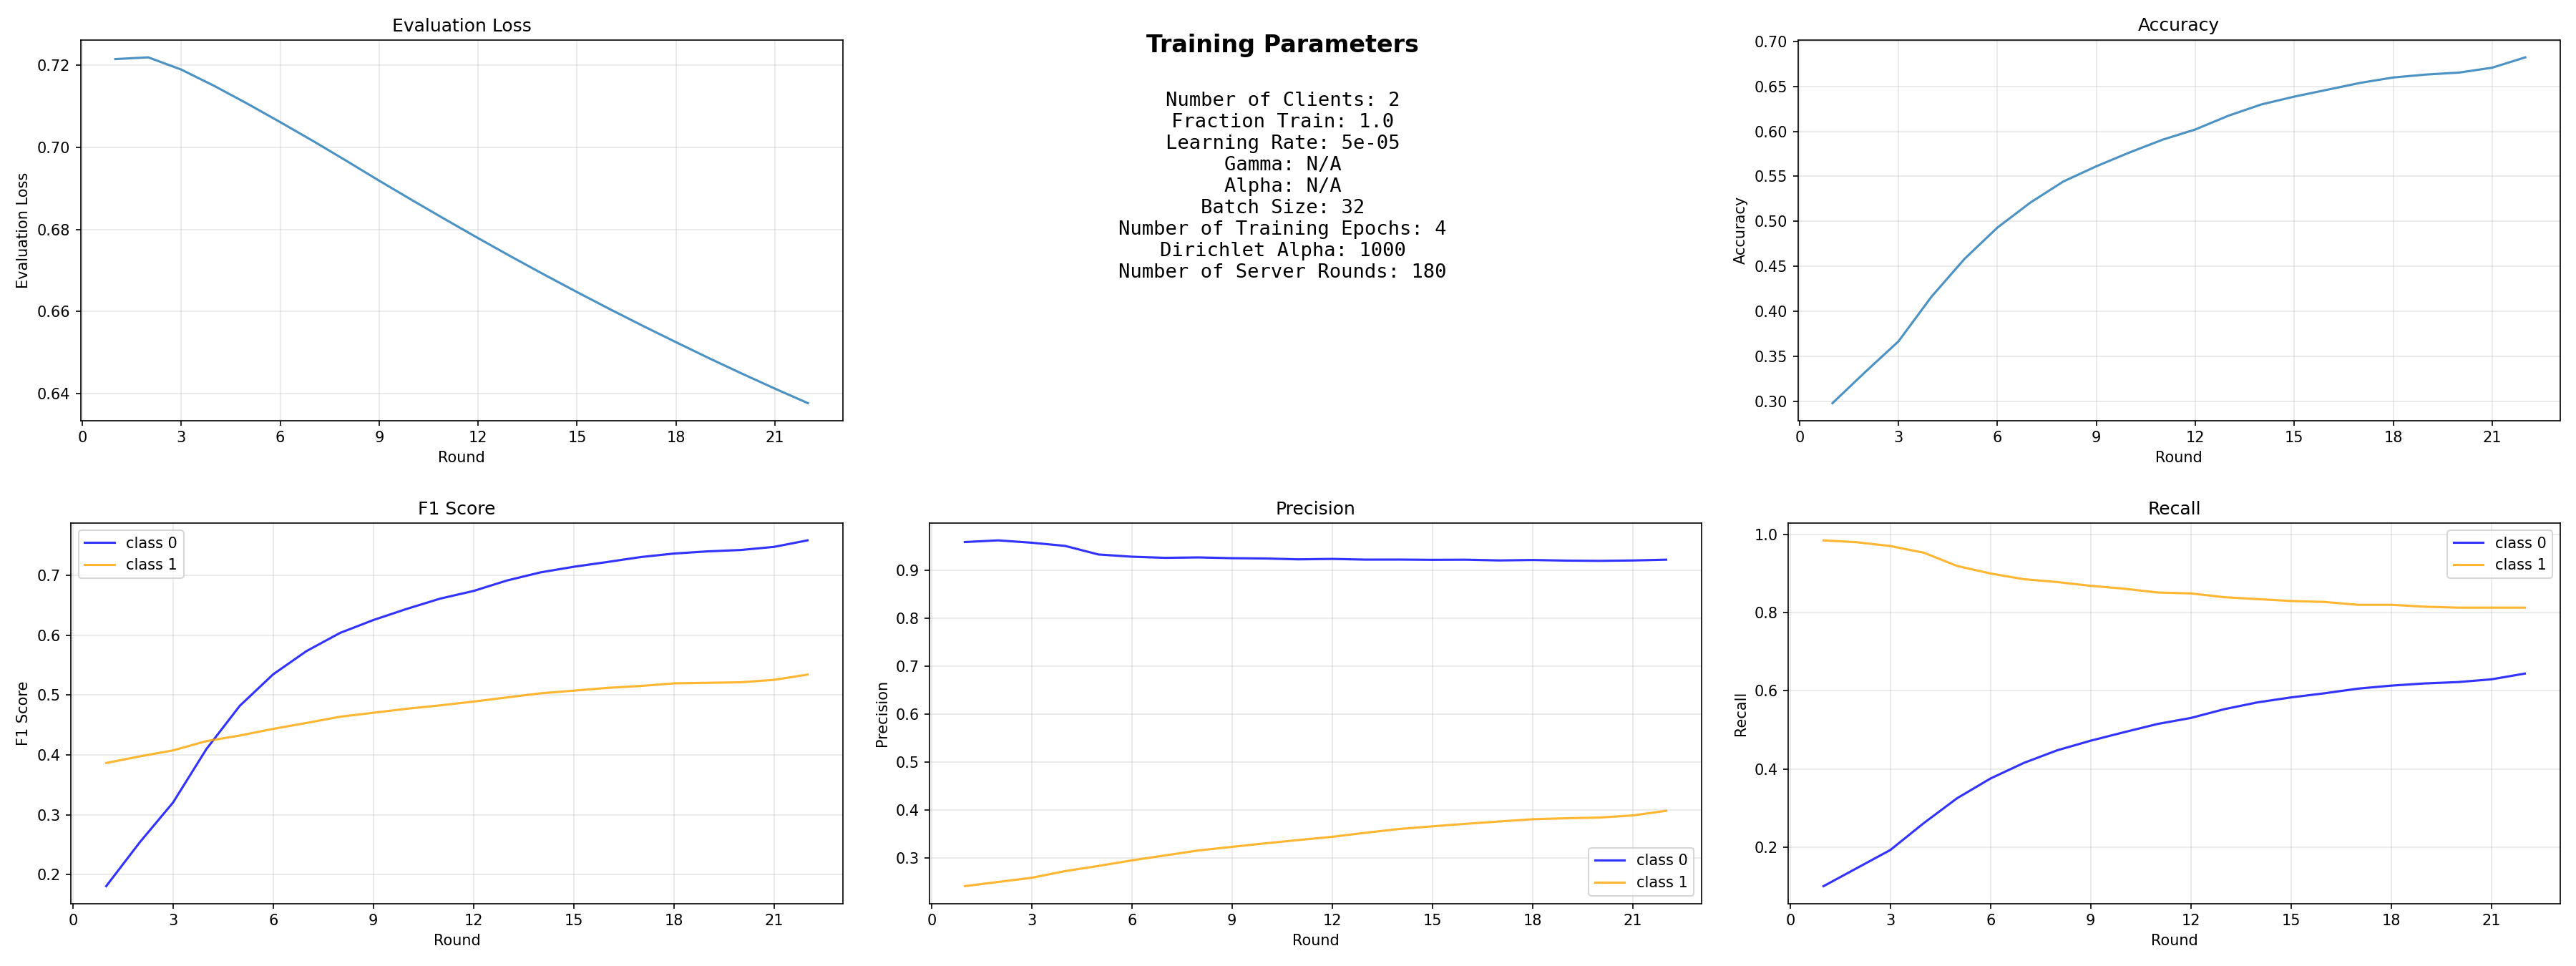 Evaluation Loss
Evaluation Loss
0.72
0.70
0.68
0.66
0.64
0 3 6 9 12 15 18 21
Round
Training Parameters
Number of Clients: 2
Fraction Train: 1.0
Learning Rate: 5e-05
Gamma: N/A
Alpha: N/A
Batch Size: 32
Number of Training Epochs: 4
Dirichlet Alpha: 1000
Number of Server Rounds: 180
Accuracy
Accuracy
0.70
0.65
0.60
0.55
0.50
0.45
0.40
0.35
0.30
0 3 6 9 12 15 18 21
Round
F1 Score
F1 Score
class 0
class 1
0.7
0.6
0.5
0.4
0.3
0.2
0 3 6 9 12 15 18 21
Round
Precision
Precision
0.9
0.8
0.7
0.6
0.5
0.4
0.3
class 0
class 1
0 3 6 9 12 15 18 21
Round
Recall
Recall
class 0
class 1
1.0
0.8
0.6
0.4
0.2
0 3 6 9 12 15 18 21
Round